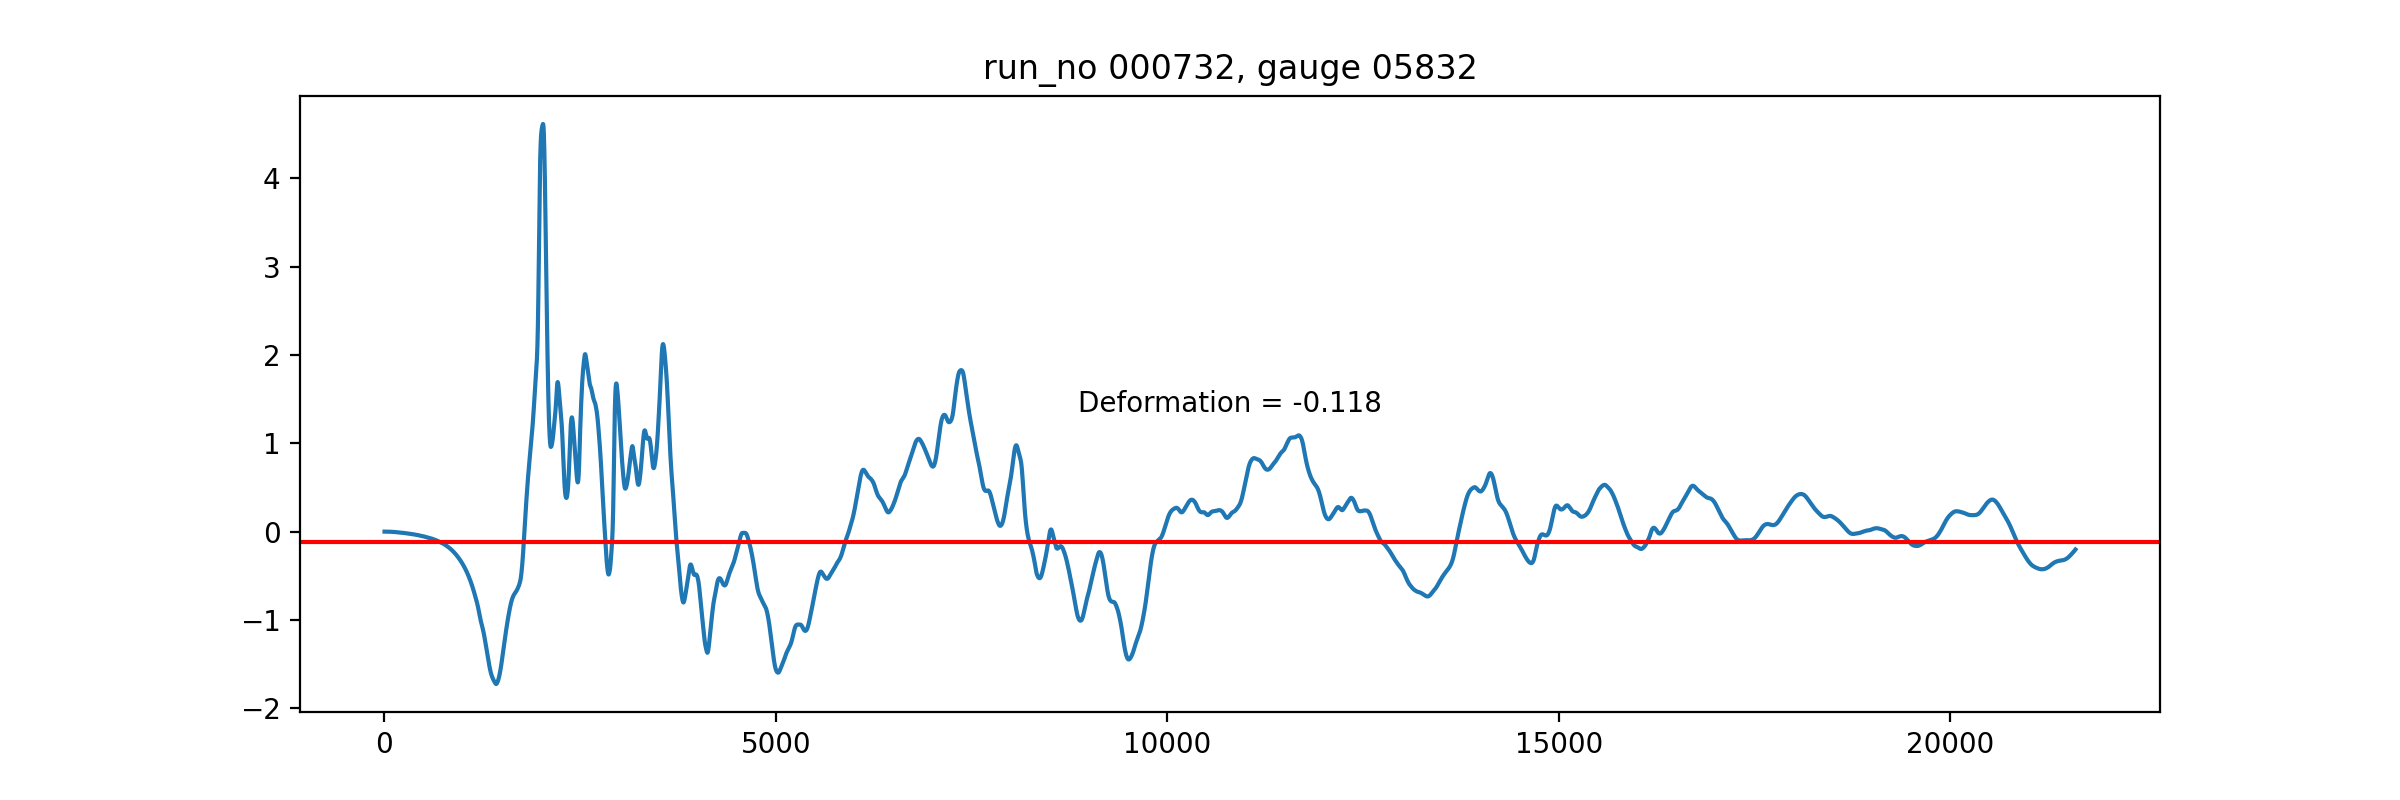 run_no 000732, gauge 05832
4
3
2
1
0
−1
−2
Deformation = -0.118
0 5000 10000 15000 20000